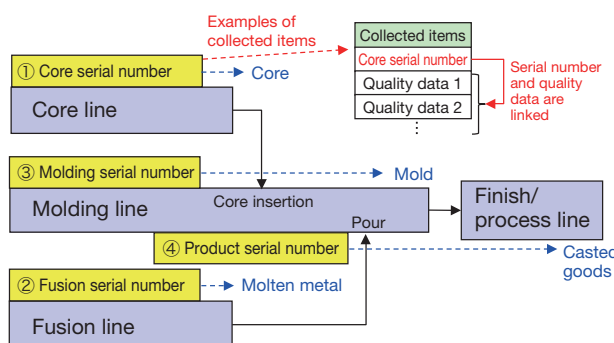 Examples of
collected items
Collected items
Core serial number
Quality data 1
Quality data 2
⋮
Serial number
and quality
data are
linked
① Core serial number
Core
Core line
③ Molding serial number
Mold
Molding line
Core insertion
Pour
Finish/
process line
④ Product serial number
Casted
goods
② Fusion serial number
Molten metal
Fusion line